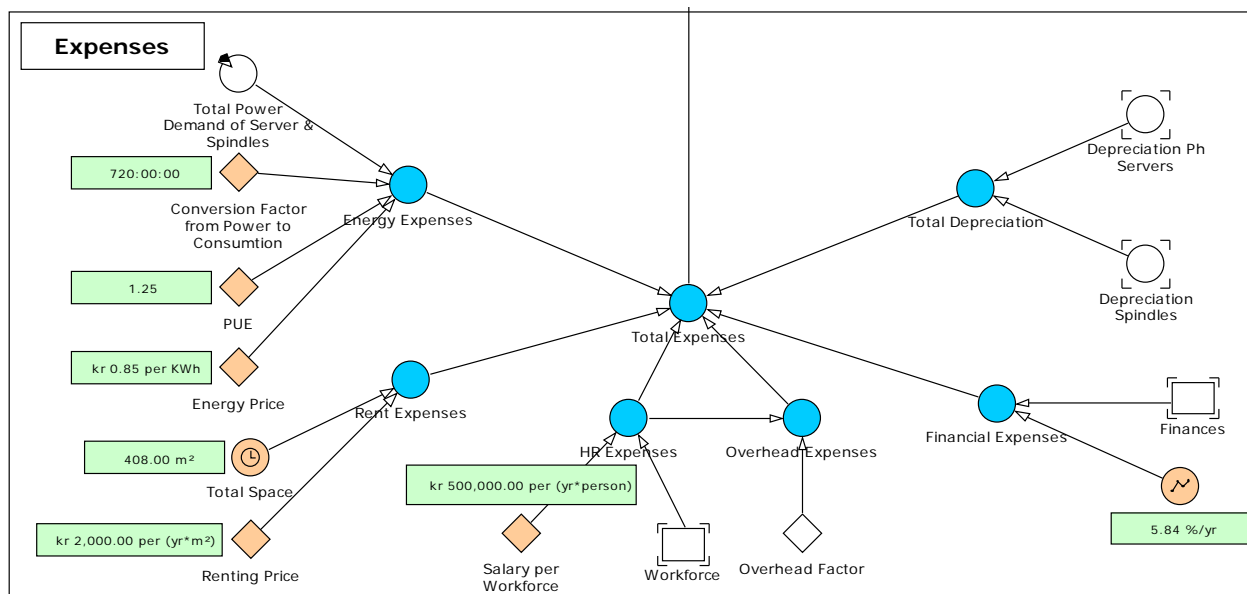 Expenses
Total Power
Demand of Server &
Spindles
720:00:00
Conversion Factor
from Power to
Consumtion
Energy Expenses
1.25
PUE
kr 0.85 per KWh
Energy Price
Rent Expenses
408.00 m²
Total Space
kr 2,000.00 per (yr*m²)
Renting Price
Total Expenses
HR Expenses
Overhead Expenses
kr 500,000.00 per (yr*person)
Salary per
Workforce
Workforce
Overhead Factor
Depreciation Ph
Servers
Total Depreciation
Depreciation
Spindles
Financial Expenses
Finances
5.84 %/yr